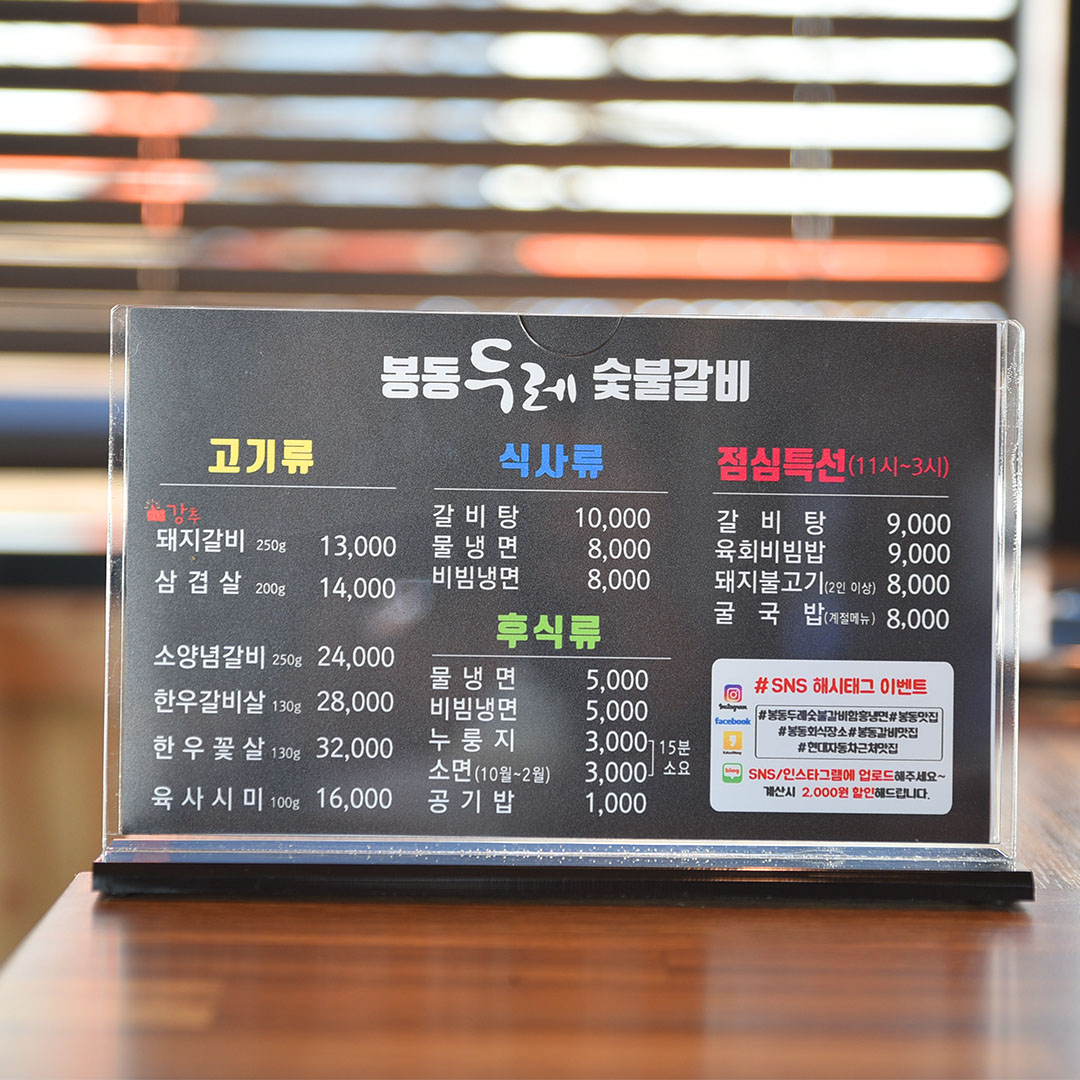 봉동두레 숯불갈비
고기류
강추
돼지갈비 250g 13,000
삼겹살 200g 14,000
소양념갈비 250g 24,000
한우갈비살 130g 28,000
한우꽃살 130g 32,000
육사시미 100g 16,000
식사류
갈비탕 10,000
물냉면 8,000
비빔냉면 8,000
후식류
물냉면 5,000
비빔냉면 5,000
누룽지 3,000
소면(10월~2월) 3,000
15분
소요
공기밥 1,000
점심특선(11시~3시)
갈비탕 9,000
육회비빔밥 9,000
돼지불고기(2인 이상) 8,000
굴국밥(계절메뉴) 8,000
# SNS 해시태그 이벤트
Instagram
facebook
blog
#봉동두레숯불갈비함흥냉면#봉동맛집
#봉동회식장소#봉동갈비맛집
#현대자동차근처맛집
SNS/인스타그램에 업로드해주세요~
계산시 2,000원 할인해드립니다.